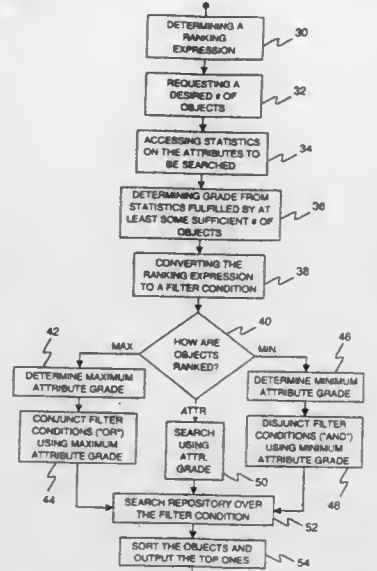 DETERMINING A
RANKING
EXPRESSION
30
REQUESTING A
DESIRED # OF
OBJECTS
32
ACCESSING STATISTICS
ON THE ATTRIBUTES TO
BE SEARCHED
34
DETERMINING GRADE FROM
STATISTICS FULFILLED BY AT
LEAST SOME SUFFICIENT # OF
OBJECTS
36
CONVERTING THE
RANKING EXPRESSION
TO A FILTER CONDITION
38
HOW ARE
OBJECTS
RANKED?
40
MAX
MIN
ATTR
42
DETERMINE MAXIMUM
ATTRIBUTE GRADE
46
DETERMINE MINIMUM
ATTRIBUTE GRADE
CONJUNCT FILTER
CONDITIONS ("OR")
USING MAXIMUM
ATTRIBUTE GRADE
44
SEARCH
USING
ATTR.
GRADE
50
DISJUNCT FILTER
CONDITIONS ("AND")
USING MINIMUM
ATTRIBUTE GRADE
48
SEARCH REPOSITORY OVER
THE FILTER CONDITION
52
SORT THE OBJECTS AND
OUTPUT THE TOP ONES
54